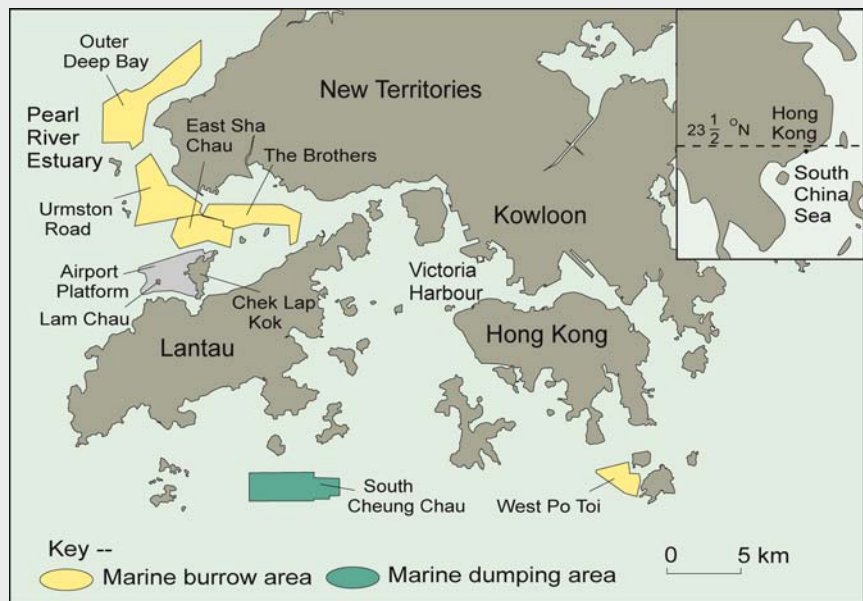 Outer
Deep Bay
New Territories
Pearl
River
Estuary
East Sha
Chau
The Brothers
Urmston
Road
Kowloon
Airport
Platform
Lam Chau
Chek Lap
Kok
Victoria
Harbour
Lantau
Hong Kong
South
Cheung Chau
West Po Toi
23 1/2 °N
Hong
Kong
South
China
Sea
Key --
Marine burrow area
Marine dumping area
0 5 km